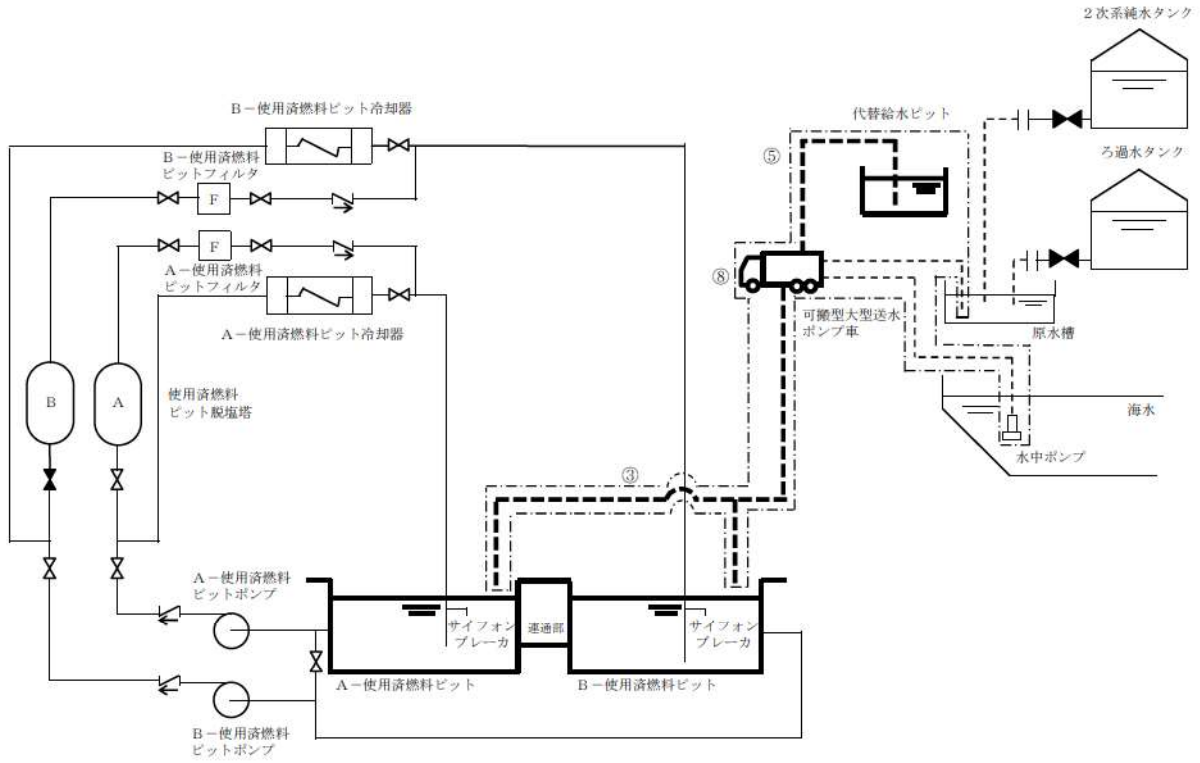 2次系純水タンク
B-使用済燃料ピット冷却器
代替給水ピット
B-使用済燃料
ピットフィルタ
⑤
ろ過水タンク
F
F
A-使用済燃料
ピットフィルタ
⑧
可搬型大型送水
ポンプ車
原水槽
A-使用済燃料ピット冷却器
B
A
使用済燃料
ピット脱塩塔
海水
水中ポンプ
③
A-使用済燃料
ピットポンプ
サイフォン
ブレーカ
連通部
サイフォン
ブレーカ
A-使用済燃料ピット
B-使用済燃料ピット
B-使用済燃料
ピットポンプ